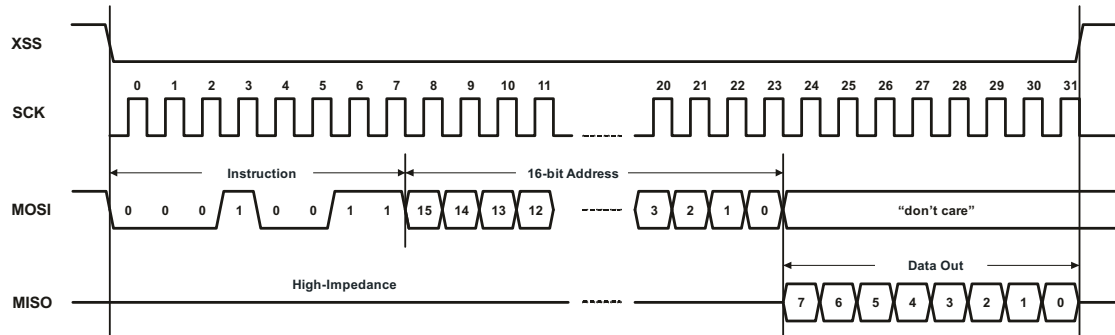 XSS
0 1 2 3 4 5 6 7 8 9 10 11 20 21 22 23 24 25 26 27 28 29 30 31
SCK
Instruction 16-bit Address
MOSI 0 0 0 1 0 0 1 1 15 14 13 12 3 2 1 0 “don’t care”
Data Out
High-Impedance
MISO 7 6 5 4 3 2 1 0